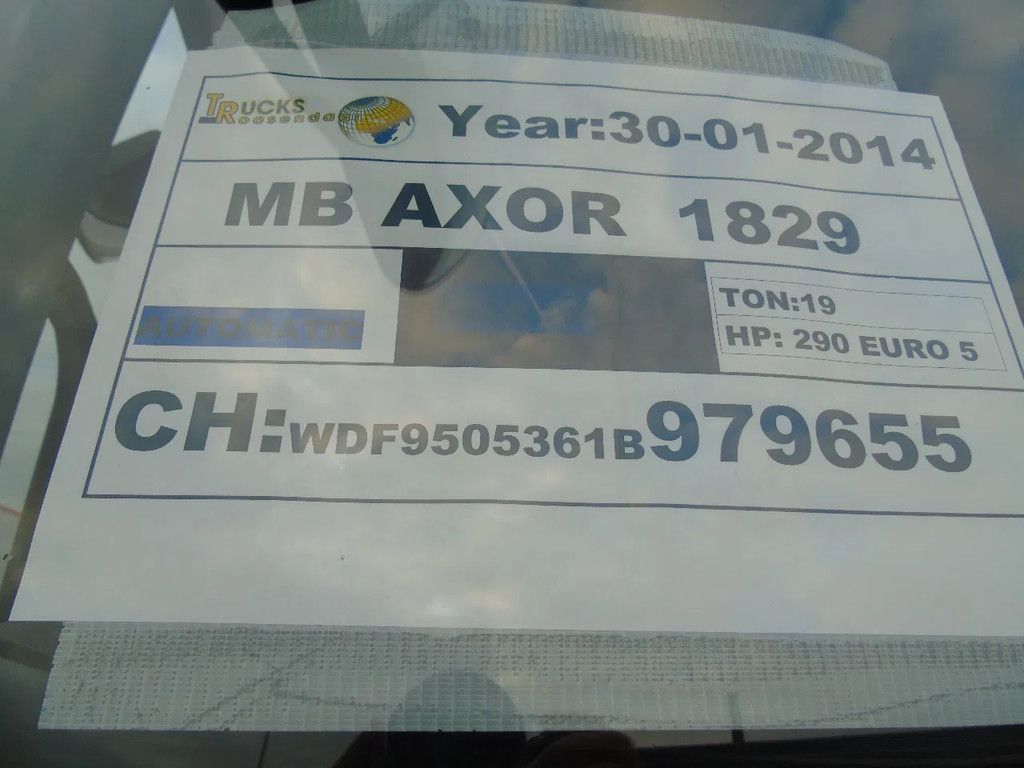 TRUCKS
Roosendaal
Year:30-01-2014
MB AXOR 1829
AUTOMATIC
TON:19
HP: 290 EURO 5
CH:WDF9505361B979655